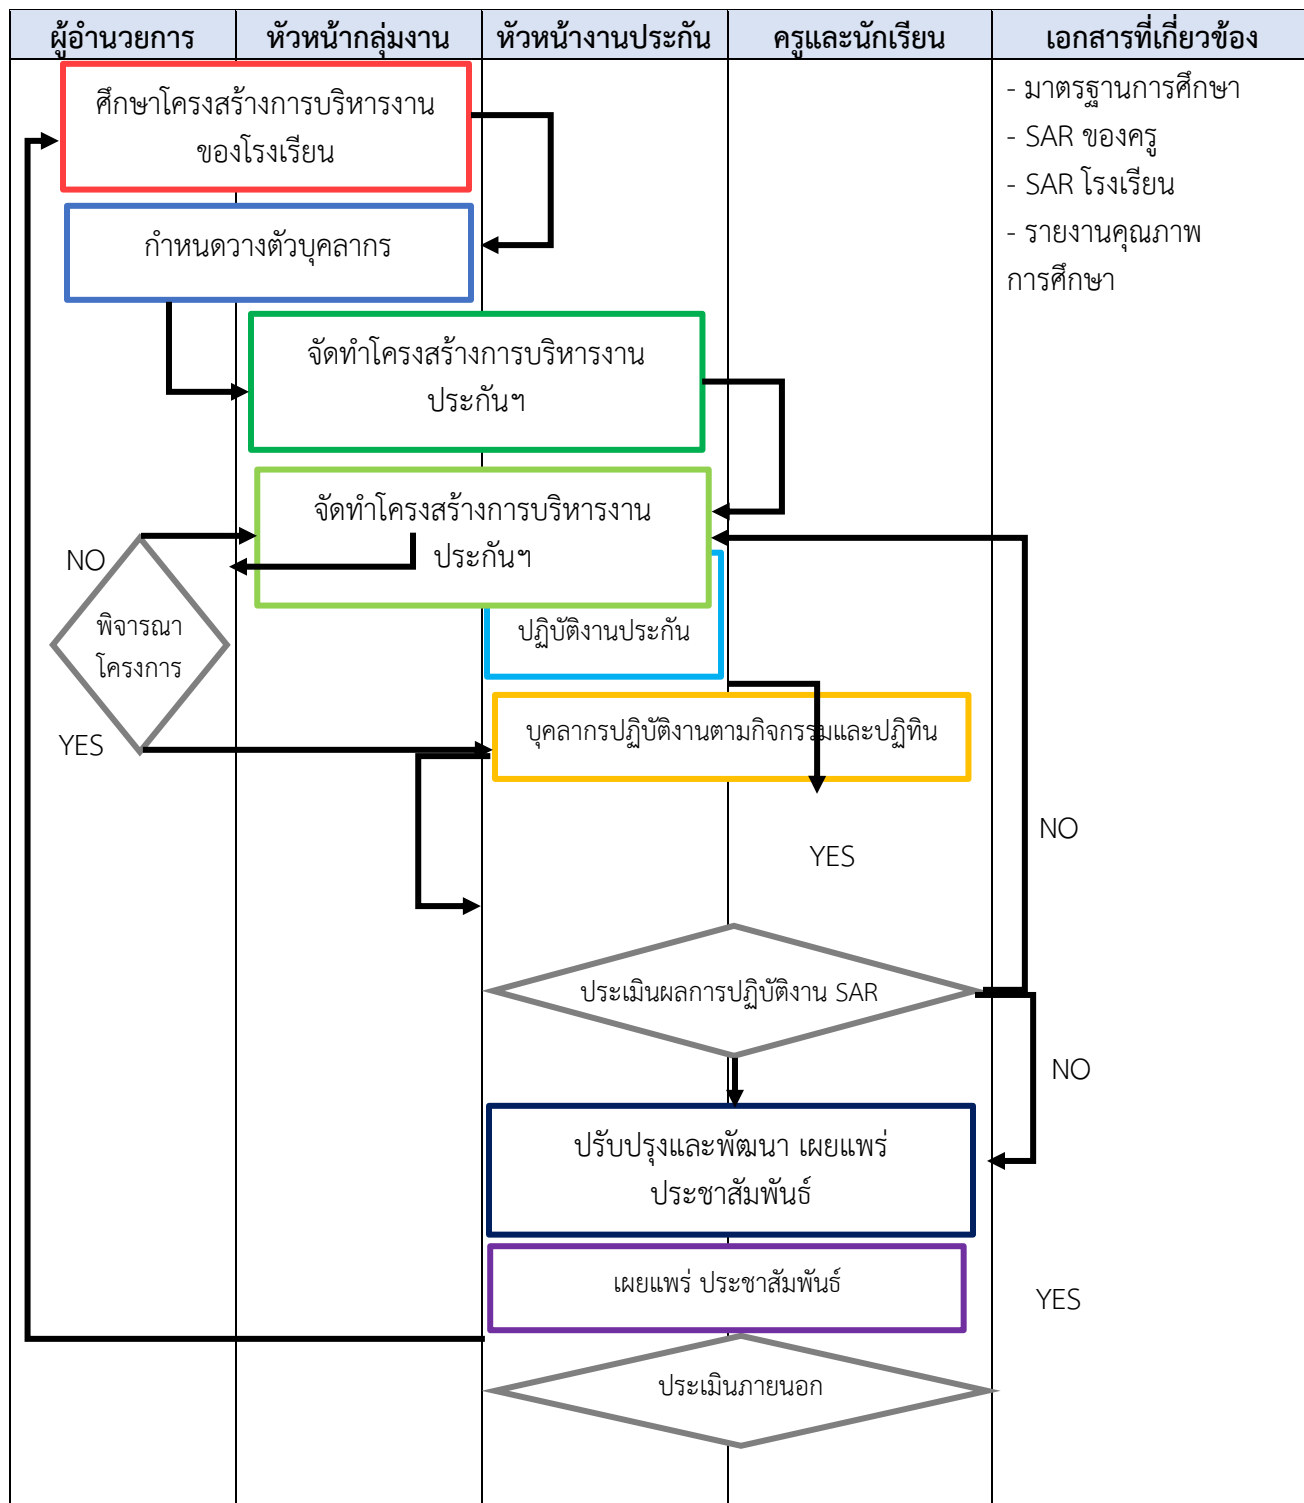 ผู้อำนวยการ หัวหน้ากลุ่มงาน หัวหน้างานประกัน ครูและนักเรียน เอกสารที่เกี่ยวข้อง
ศึกษาโครงสร้างการบริหารงาน
ของโรงเรียน
- มาตรฐานการศึกษา
- SAR ของครู
- SAR โรงเรียน
- รายงานคุณภาพ
การศึกษา
กำหนดวางตัวบุคลากร
จัดทำโครงสร้างการบริหารงาน
ประกันฯ
จัดทำโครงสร้างการบริหารงาน
ประกันฯ
NO
พิจารณา
โครงการ
YES
ปฏิบัติงานประกัน
บุคลากรปฏิบัติงานตามกิจกรรมและปฏิทิน
NO
YES
ประเมินผลการปฏิบัติงาน SAR
NO
ปรับปรุงและพัฒนา เผยแพร่
ประชาสัมพันธ์
เผยแพร่ ประชาสัมพันธ์
YES
ประเมินภายนอก